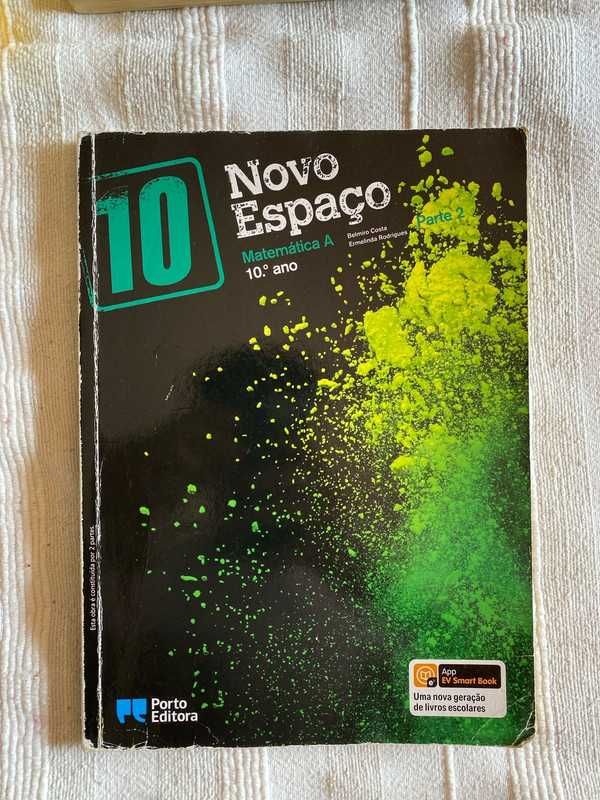 10
Novo
Espaço
Matemática A
10.º ano
Belmiro Costa
Ermelinda Rodrigues
Parte 2
Esta obra é constituída por 2 partes.
Porto
Editora
App
EV Smart Book
Uma nova geração
de livros escolares